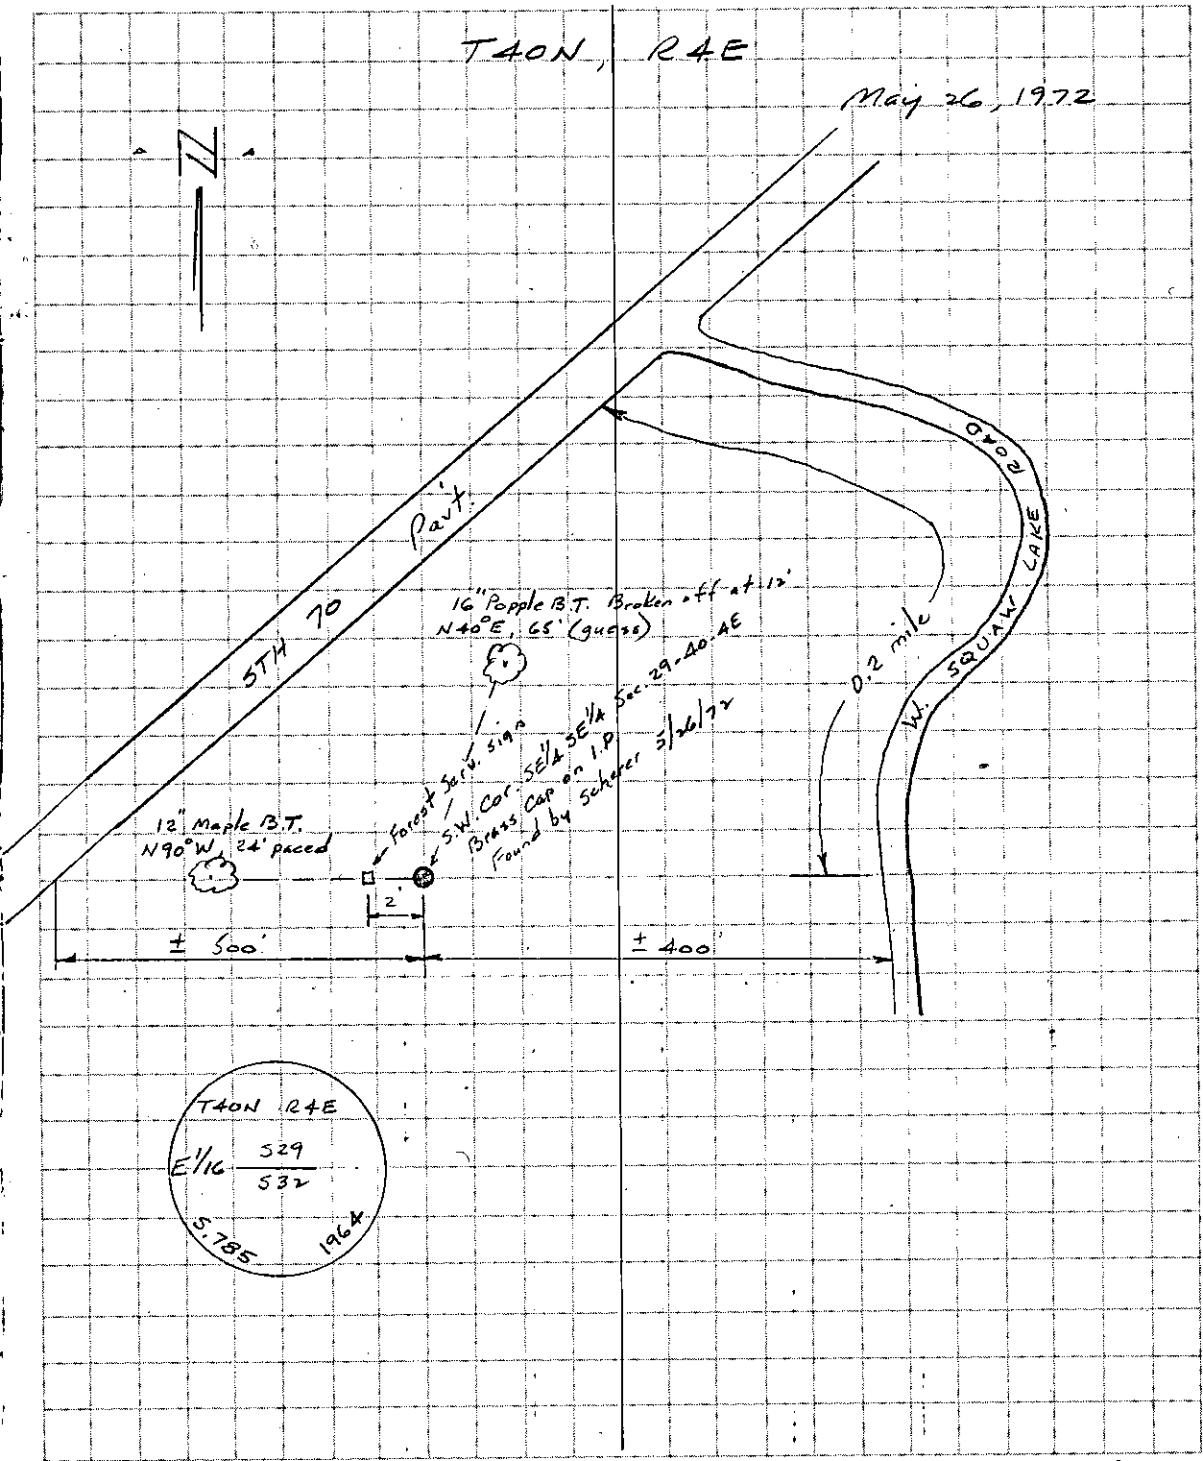 T40N, R4E
May 26, 1972
N
ROAD
LAKE
SQUAW
W.
0.2 mile
Pav't.
STH 70
16" Popple B.T. Broken off at 12'
N40°E, 65' (guess)
Forest Serv. sign
S.W. Cor. SE1/4 SE1/4 Sec. 29-40-4E
Brass Cap on I.P.
Found by Scherer 5/26/72
12" Maple B.T.
N90°W, 24' paced
2'
± 500'
± 400'
T40N R4E
E 1/16 S29
S32
S.785 1964